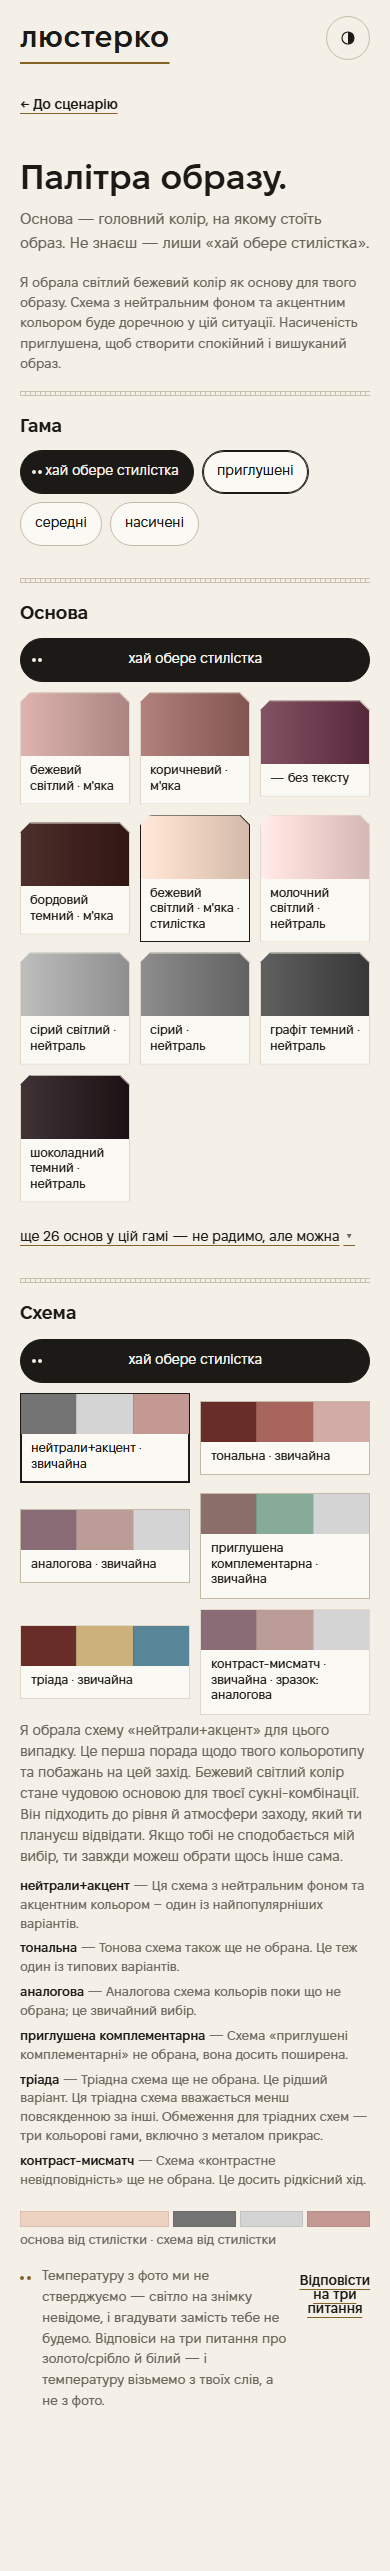 люстерко
← До сценарію
Палітра образу.
Основа — головний колір, на якому стоїть
образ. Не знаєш — лиши «хай обере стилістка».
Я обрала світлий бежевий колір як основу для твого
образу. Схема з нейтральним фоном та акцентним
кольором буде доречною у цій ситуації. Насиченість
приглушена, щоб створити спокійний і вишуканий
образ.
Гама
хай обере стилістка
приглушені
середні
насичені
Основа
хай обере стилістка
бежевий
світлий · м'яка
коричневий ·
м'яка
— без тексту
бордовий
темний · м'яка
бежевий
світлий · м'яка ·
стилістка
молочний
світлий ·
нейтраль
сірий світлий ·
нейтраль
сірий ·
нейтраль
графіт темний ·
нейтраль
шоколадний
темний ·
нейтраль
ще 26 основ у цій гамі — не радимо, але можна ▾
Схема
хай обере стилістка
нейтрали+акцент ·
звичайна
тональна · звичайна
аналогова · звичайна
приглушена
комплементарна ·
звичайна
тріада · звичайна
контраст-мисматч ·
звичайна · зразок:
аналогова
Я обрала схему «нейтрали+акцент» для цього
випадку. Це перша порада щодо твого кольоротипу
та побажань на цей захід. Бежевий світлий колір
стане чудовою основою для твоєї сукні-комбінації.
Він підходить до рівня й атмосфери заходу, який ти
плануєш відвідати. Якщо тобі не сподобається мій
вибір, ти завжди можеш обрати щось інше сама.
нейтрали+акцент — Ця схема з нейтральним фоном та
акцентним кольором – один із найпопулярніших
варіантів.
тональна — Тонова схема також ще не обрана. Це теж
один із типових варіантів.
аналогова — Аналогова схема кольорів поки що не
обрана; це звичайний вибір.
приглушена комплементарна — Схема «приглушені
комплементарні» не обрана, вона досить поширена.
тріада — Тріадна схема ще не обрана. Це рідший
варіант. Ця тріадна схема вважається менш
повсякденною за інші. Обмеження для тріадних схем —
три кольорові гами, включно з металом прикрас.
контраст-мисматч — Схема «контрастне
невідповідність» ще не обрана. Це досить рідкісний хід.
основа від стилістки · схема від стилістки
Температуру з фото ми не
стверджуємо — світло на знімку
невідоме, і вгадувати замість тебе не
будемо. Відповіси на три питання про
золото/срібло й білий — і
температуру візьмемо з твоїх слів, а
не з фото.
Відповісти
на три
питання